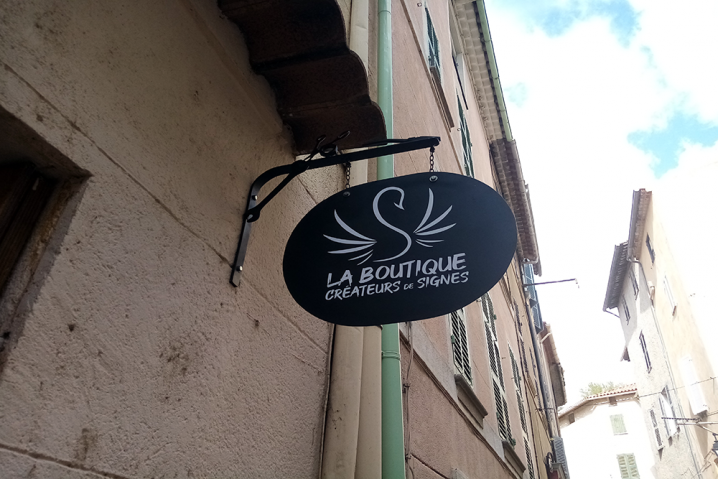 LA BOUTIQUE
CRÉATEURS DE SIGNES